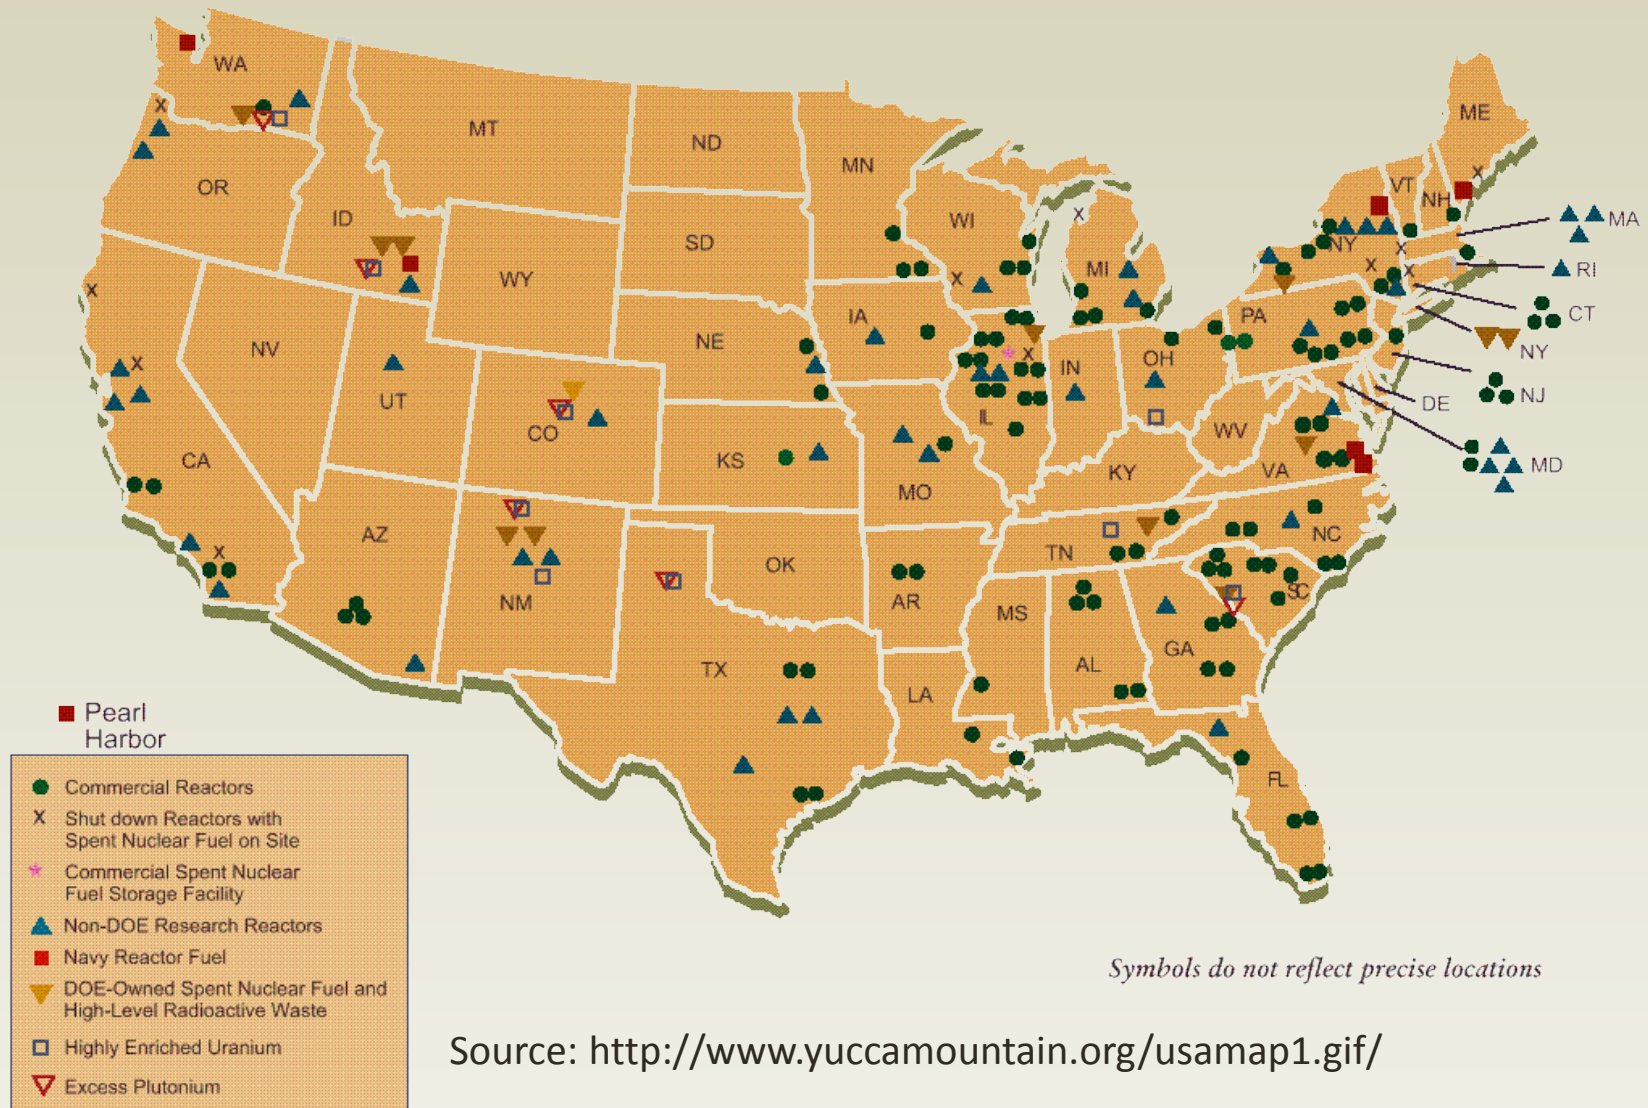 WA
ME
MT
ND
MN
VT
NH
OR
ID
WI
NY
MA
SD
MI
RI
WY
CT
NV
IA
PA
NE
OH
NY
IN
UT
NJ
DE
IL
CO
WV
CA
KS
VA
MD
KY
MO
AZ
NC
TN
OK
SC
NM
AR
MS
GA
TX
AL
LA
FL
Pearl
Harbor
Commercial Reactors
X Shut down Reactors with
Spent Nuclear Fuel on Site
* Commercial Spent Nuclear
Fuel Storage Facility
Non-DOE Research Reactors
Navy Reactor Fuel
DOE-Owned Spent Nuclear Fuel and
High-Level Radioactive Waste
Highly Enriched Uranium
Excess Plutonium
Symbols do not reflect precise locations
Source: http://www.yuccamountain.org/usamap1.gif/